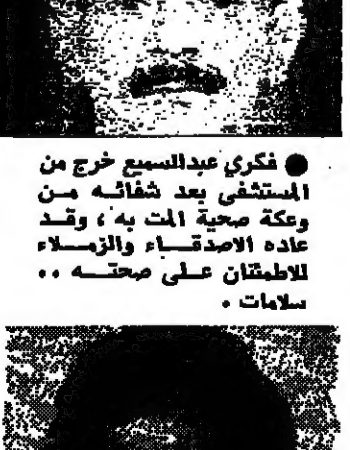 ● فكري عبدالسميع خرج من
المستشفى بعد شفائه من
وعكة صحية المت به ، وقد
عاده الاصدقاء والزملاء
للاطمئنان على صحته ..
سلامات .